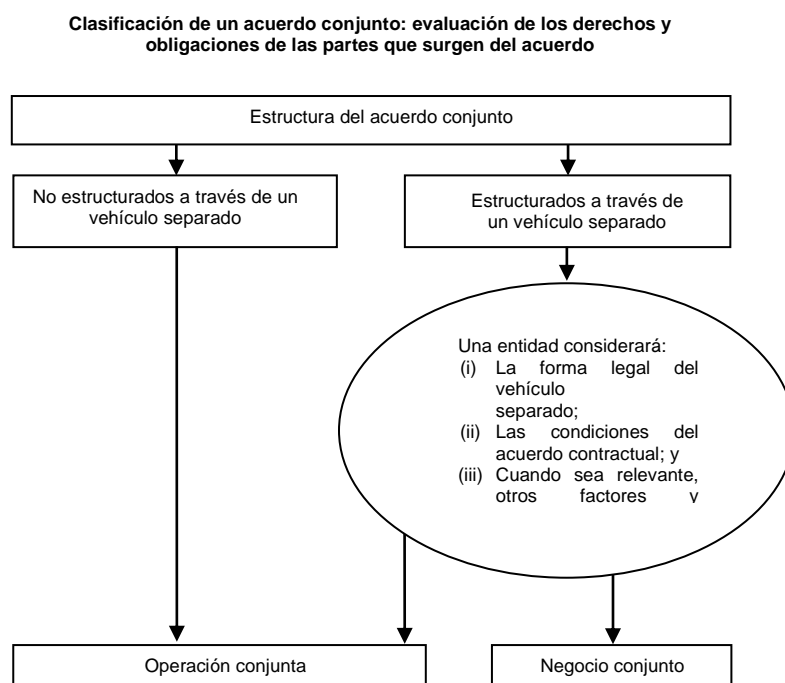 Clasificación de un acuerdo conjunto: evaluación de los derechos y
obligaciones de las partes que surgen del acuerdo
Estructura del acuerdo conjunto
No estructurados a través de un
vehículo separado
Estructurados a través de
un vehículo separado
Una entidad considerará:
(i) La forma legal del
vehículo
separado;
(ii) Las condiciones del
acuerdo contractual; y
(iii) Cuando sea relevante,
otros factores y
Operación conjunta
Negocio conjunto